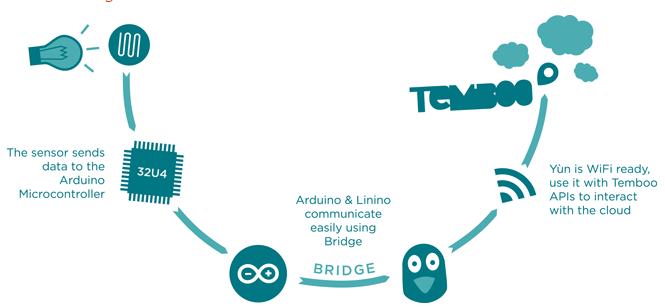 The sensor sends
data to the
Arduino
Microcontroller
32U4
Arduino & Linino
communicate
easily using
Bridge
BRIDGE
TEMBOO
Yùn is WiFi ready,
use it with Temboo
APIs to interact
with the cloud